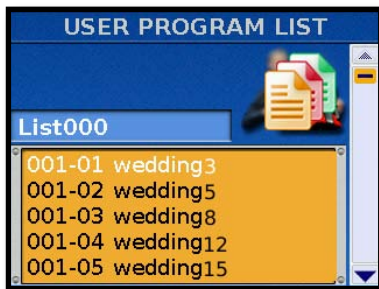 USER PROGRAM LIST
List000
001-01 wedding3
001-02 wedding5
001-03 wedding8
001-04 wedding12
001-05 wedding15